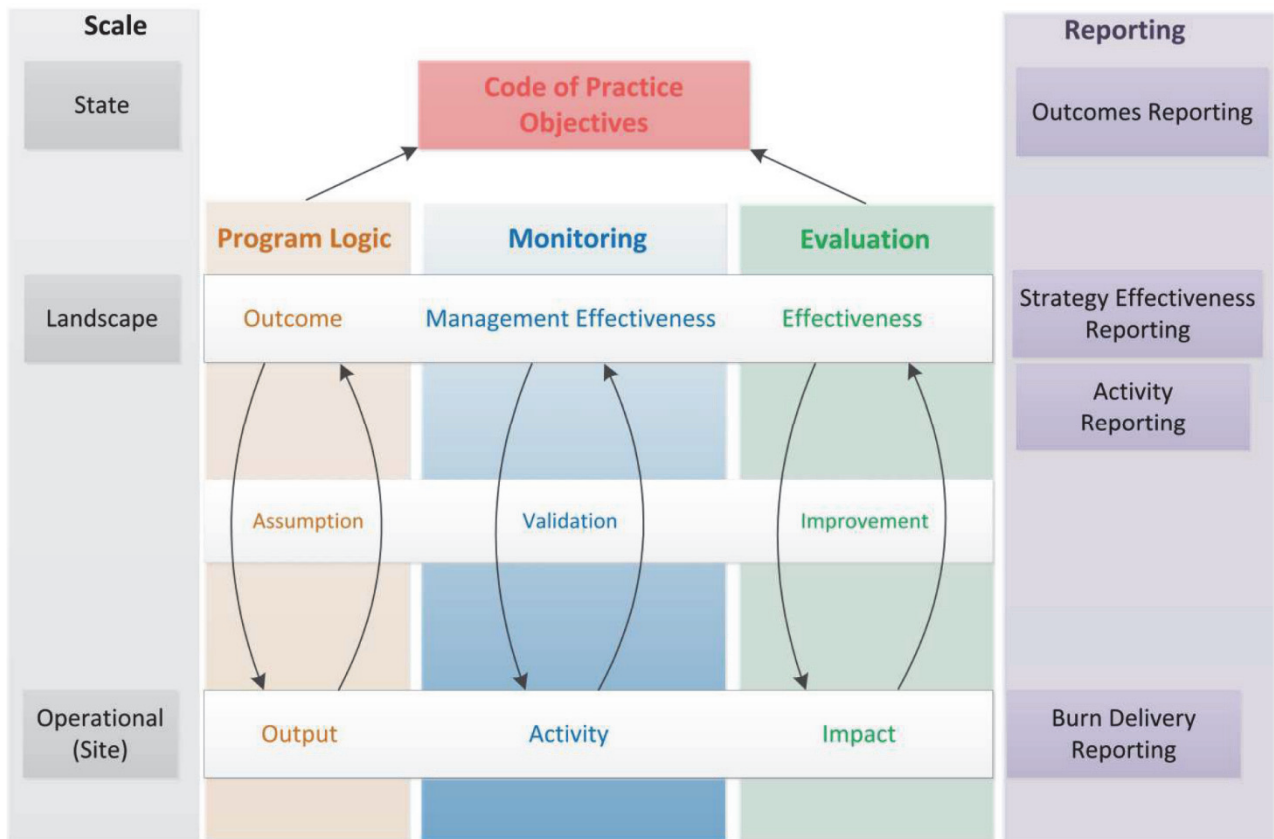 Scale
Reporting
State
Code of Practice
Objectives
Outcomes Reporting
Program Logic
Monitoring
Evaluation
Landscape
Outcome
Management Effectiveness
Effectiveness
Strategy Effectiveness
Reporting
Activity
Reporting
Assumption
Validation
Improvement
Operational
(Site)
Output
Activity
Impact
Burn Delivery
Reporting